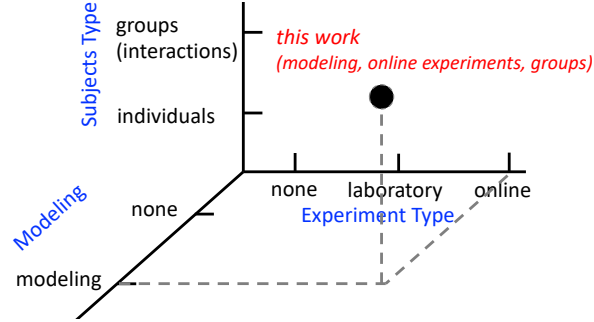 Subjects Type
groups
(interactions)
this work
(modeling, online experiments, groups)
individuals
none
laboratory
online
Experiment Type
Modeling
none
modeling